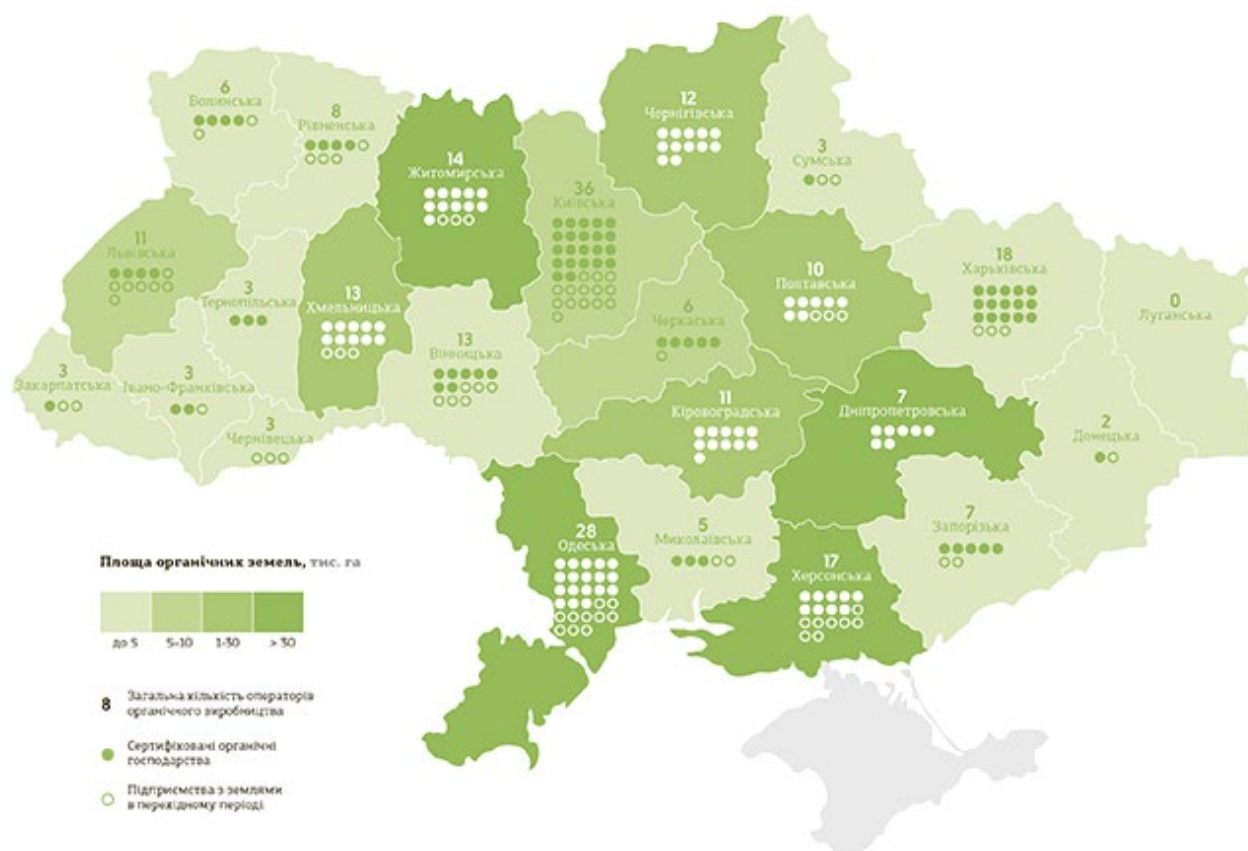 6
Волинська
8
Рівненська
14
Житомирська
36
Київська
12
Чернігівська
3
Сумська
11
Львівська
3
Тернопільська
13
Хмельницька
13
Вінницька
6
Черкаська
10
Полтавська
18
Харьківська
0
Луганська
3
Закарпатська
3
Івано-Франківська
3
Чернівецька
11
Кіровоградська
7
Дніпропетровська
2
Донецька
28
Одеська
5
Миколаївська
17
Херсонська
7
Запорізька
Площа органічних земель, тис. га
до 5
5-10
1-30
> 30
8
Загальна кількість операторів
органічного виробництва
Сертифіковані органічні
господарства
Підприємства з землями
в перехідному періоді